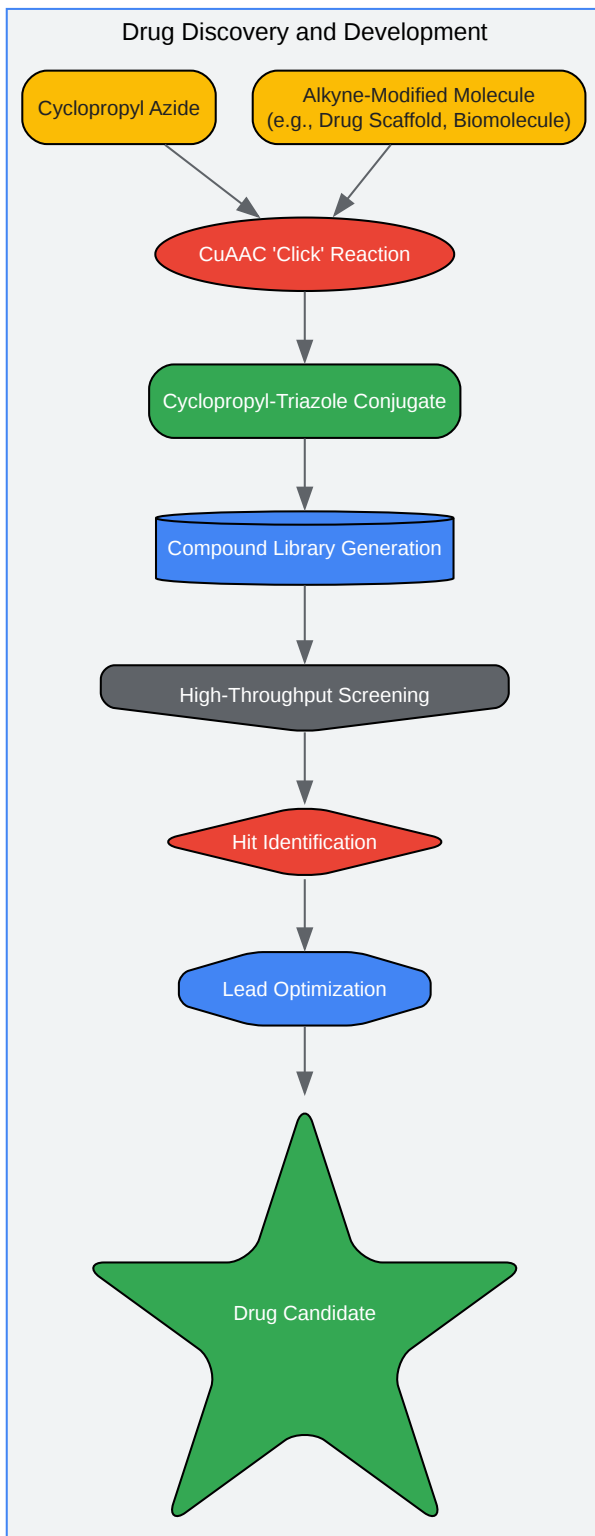 Drug Discovery and Development
Cyclopropyl Azide
Alkyne-Modified Molecule
(e.g., Drug Scaffold, Biomolecule)
CuAAC 'Click' Reaction
Cyclopropyl-Triazole Conjugate
Compound Library Generation
High-Throughput Screening
Hit Identification
Lead Optimization
Drug Candidate